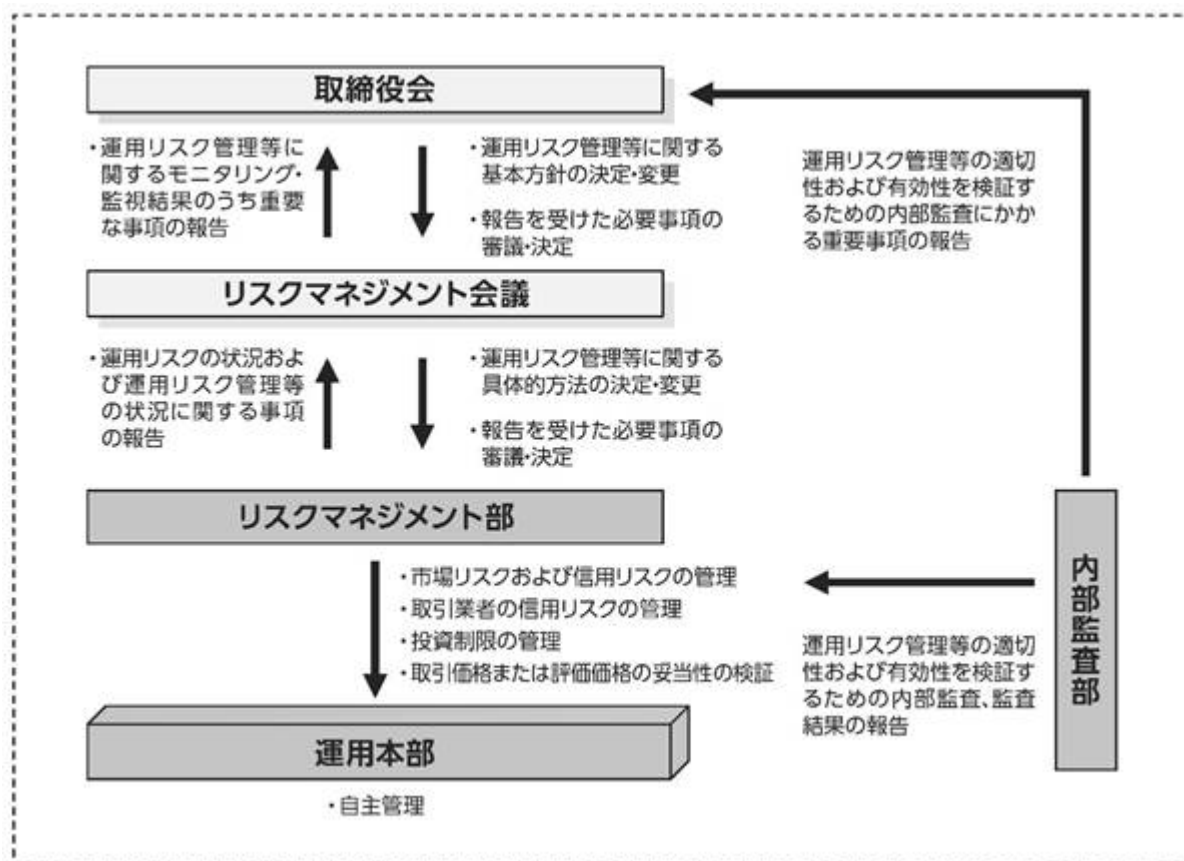 取締役会
・運用リスク管理等に
関するモニタリング・
監視結果のうち重要
な事項の報告
・運用リスク管理等に関する
基本方針の決定・変更
・報告を受けた必要事項の
審議・決定
運用リスク管理等の適切
性および有効性を検証す
るための内部監査にかか
る重要事項の報告
リスクマネジメント会議
・運用リスクの状況およ
び運用リスク管理等
の状況に関する事項
の報告
・運用リスク管理等に関する
具体的方法の決定・変更
・報告を受けた必要事項の
審議・決定
リスクマネジメント部
・市場リスクおよび信用リスクの管理
・取引業者の信用リスクの管理
・投資制限の管理
・取引価格または評価価格の妥当性の検証
運用リスク管理等の適切
性および有効性を検証す
るための内部監査、監査
結果の報告
内部監査部
運用本部
・自主管理